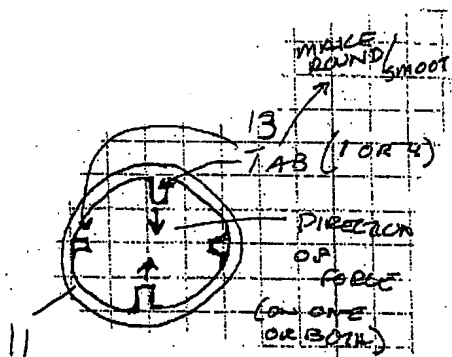 MAKE
ROUND/
SMOOT
13
TAB (1 OR 4)
DIRECTION
OF
FORCE
(ON ONE
OR BOTH)
11